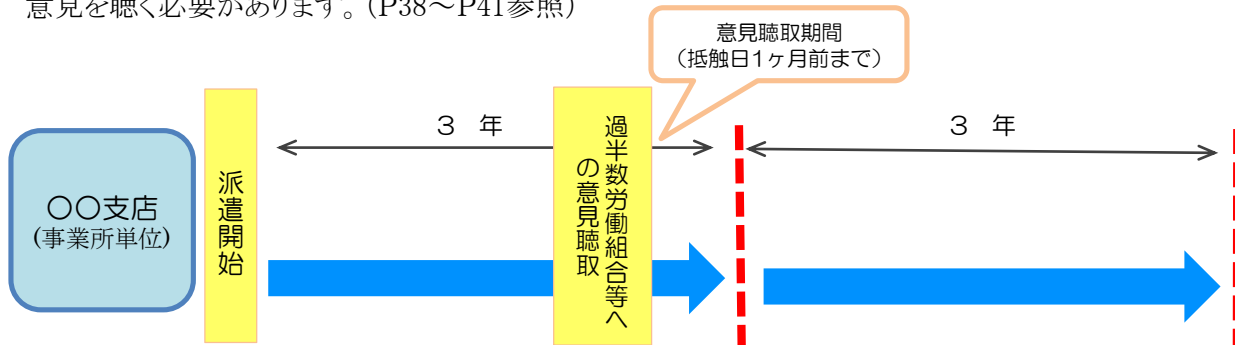 意見を聴く必要があります。（P38～P41参照）
意見聴取期間
（抵触日1ヶ月前まで）
３　年
３　年
〇〇支店
(事業所単位)
派遣開始
過半数労働組合等へ
の意見聴取